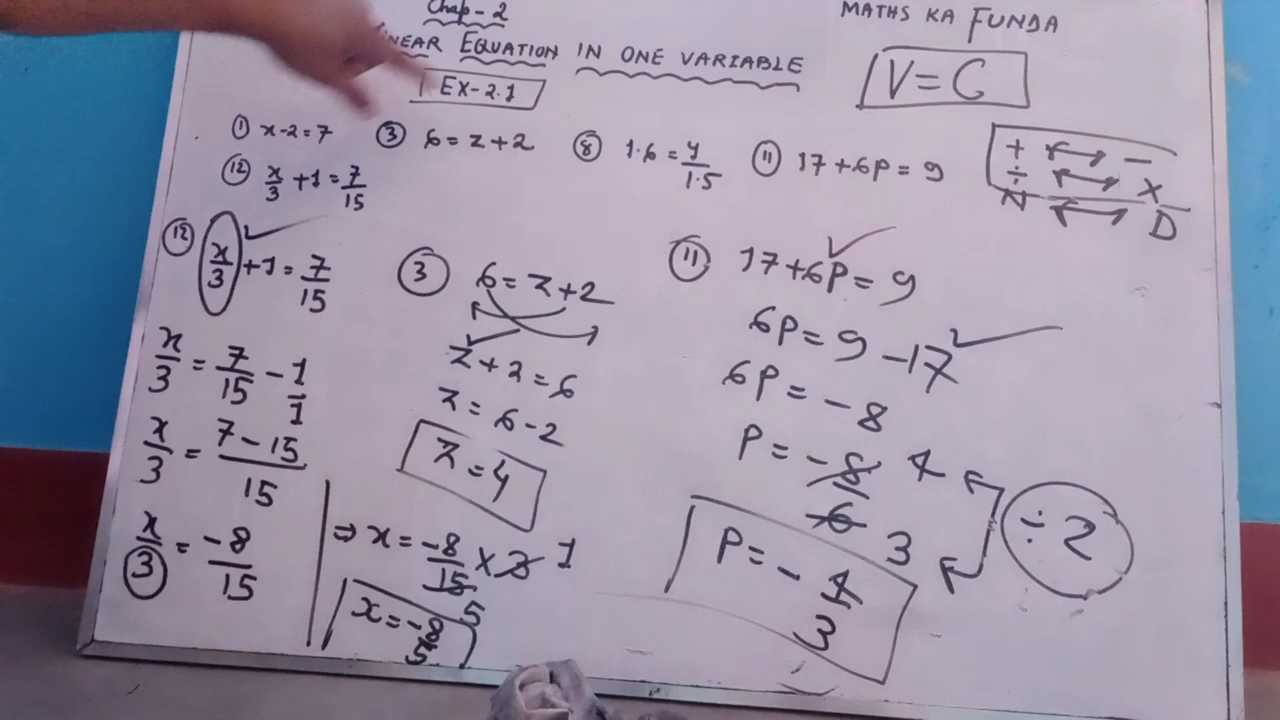 Chap-2
MATHS KA FUNDA
LINEAR EQUATION IN ONE VARIABLE
EX-2.1
V=C
① x-2=7
③ 6=z+2
⑧ 1.6=y/1.5
⑪ 17+6P=9
⑫ x/3+1=7/15
+ ↔ -
÷ ↔ X
N ↔ D
⑫ x/3+1=7/15
x/3=7/15-1/1
x/3=7-15/15
x/3=-8/15
⇒ x=-8/15×3 1
5
x=-8/5
③ 6=z+2
z+2=6
z=6-2
z=4
⑪ 17+6P=9
6P=9-17
6P=-8
P=-8/6 4
3
÷2
P=-4/3